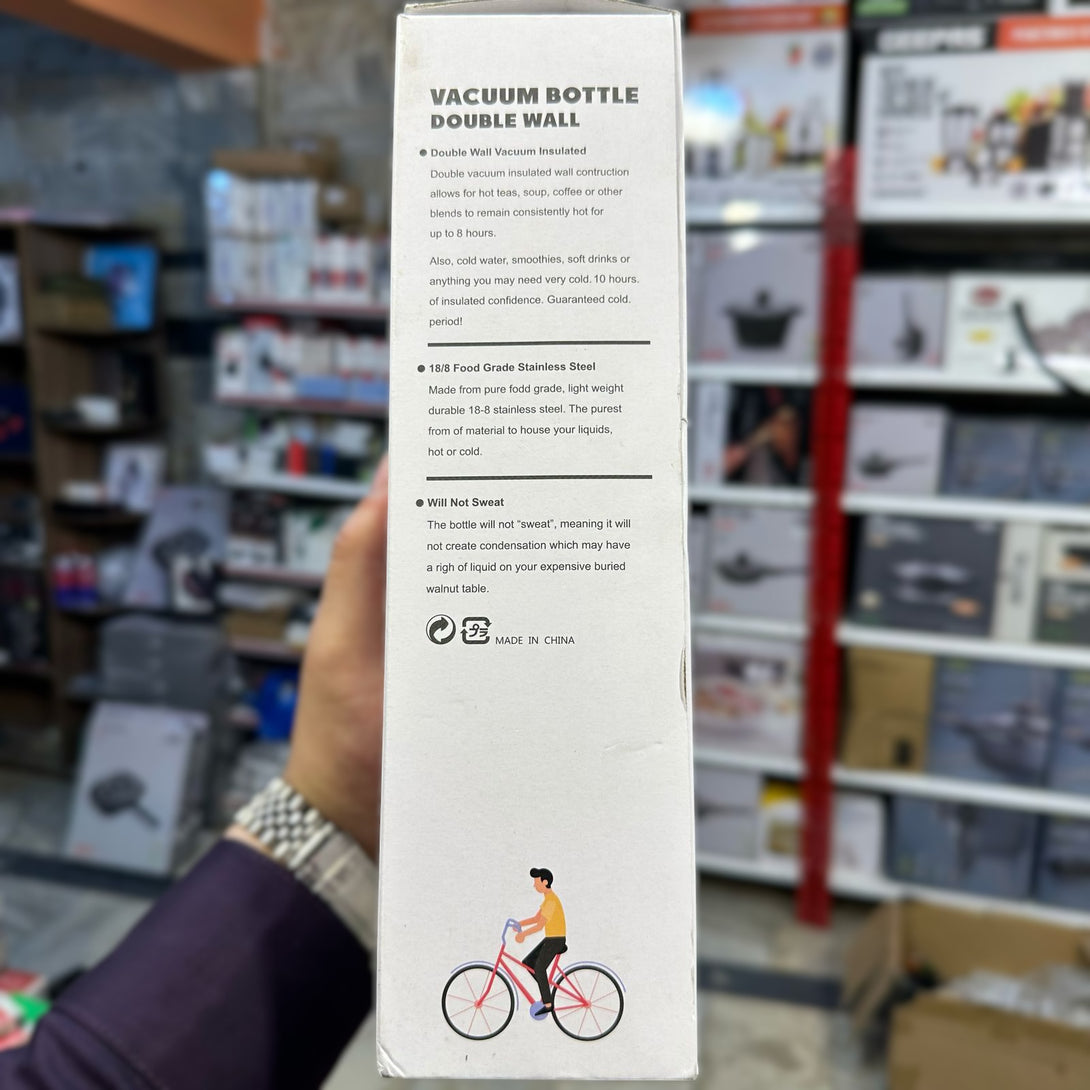 VACUUM BOTTLE
DOUBLE WALL
Double Wall Vacuum Insulated
Double vacuum insulated wall contruction
allows for hot teas, soup, coffee or other
blends to remain consistently hot for
up to 8 hours.
Also, cold water, smoothies, soft drinks or
anything you may need very cold. 10 hours.
of insulated confidence. Guaranteed cold.
period!
18/8 Food Grade Stainless Steel
Made from pure fodd grade, light weight
durable 18-8 stainless steel. The purest
from of material to house your liquids,
hot or cold.
Will Not Sweat
The bottle will not “sweat”, meaning it will
not create condensation which may have
a righ of liquid on your expensive buried
walnut table.
MADE IN CHINA
GEEPAS